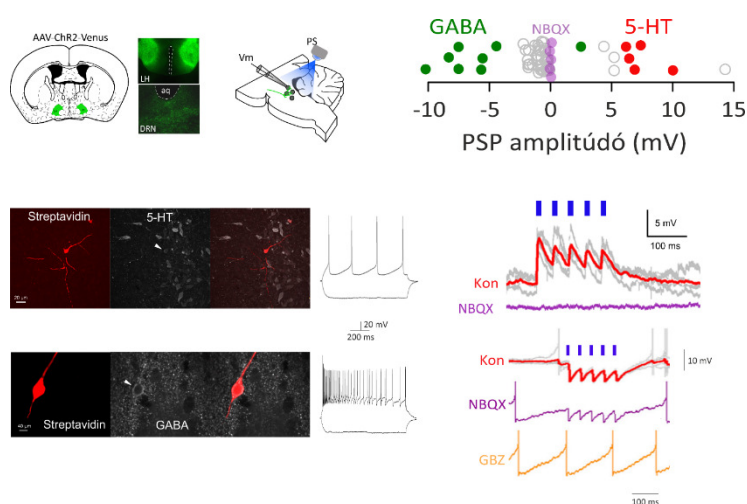 AAV-ChR2-Venus
LH
aq
DRN
Vm
PS
GABA
NBQX
5-HT
-10 -5 0 5 10 15
PSP amplitúdó (mV)
Streptavidin 5-HT
20 µm
20 mV
200 ms
5 mV
100 ms
Kon
NBQX
Streptavidin GABA
Kon
10 mV
NBQX
GBZ
100 ms